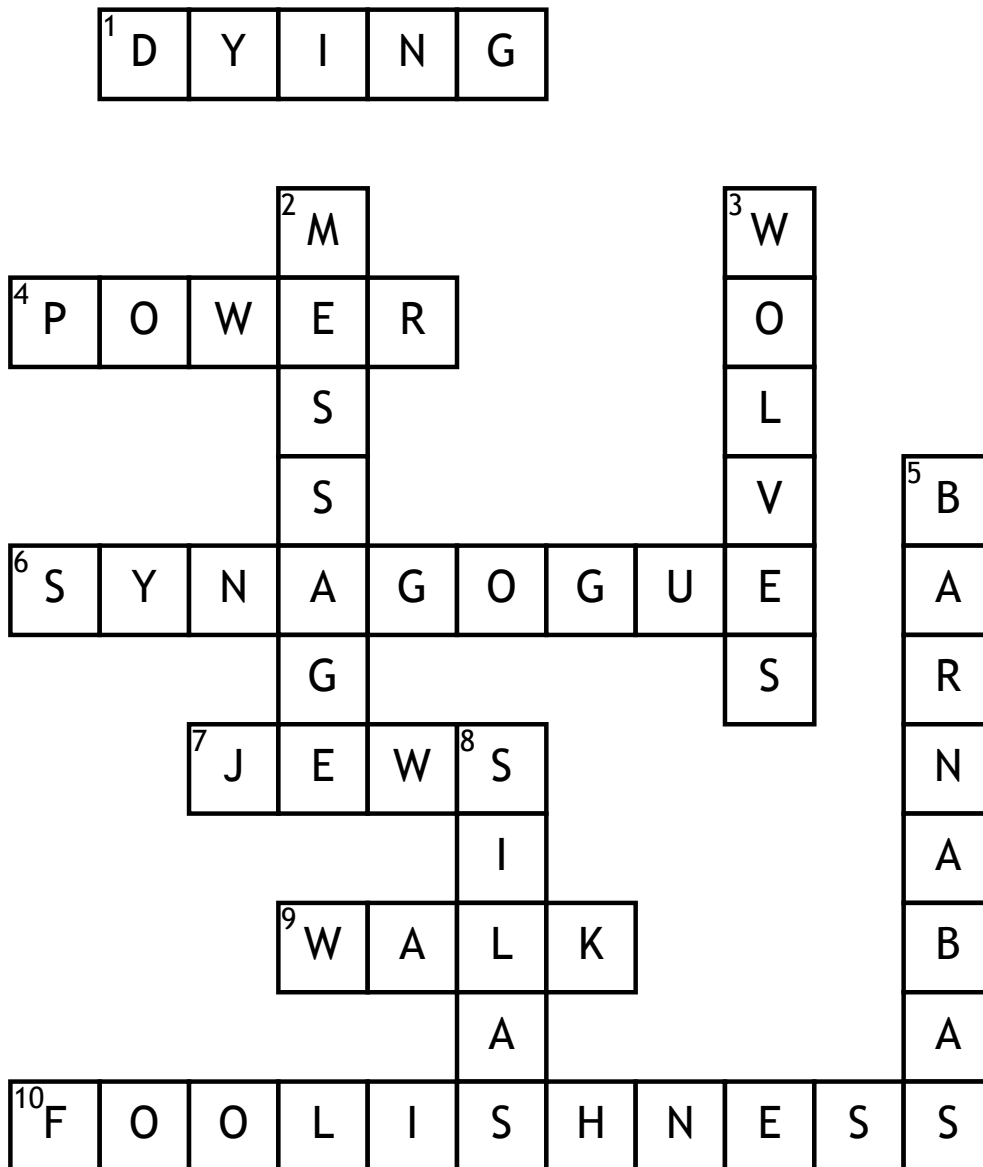 1 D Y I N G
2 M 3 W
4 P O W E R O
S L
S V 5 B
6 S Y N A G O G U E A
G S R
7 J E W 8 S N
I A
9 W A L K B
A A
10 F O O L I S H N E S S